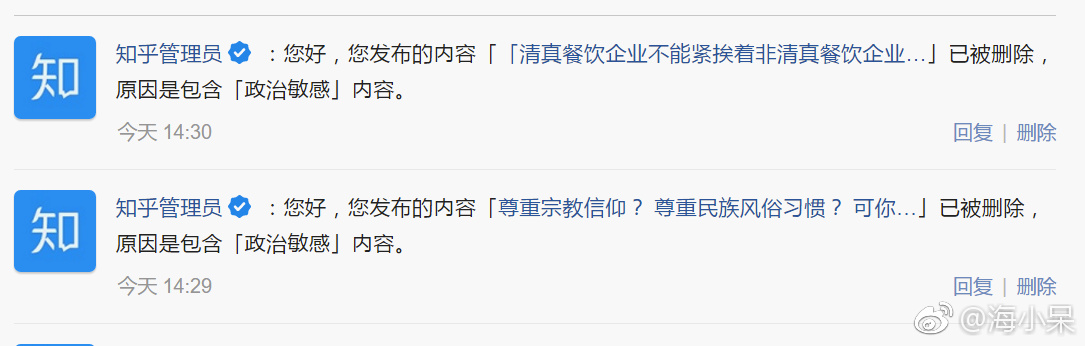 知
知乎管理员 ：您好，您发布的内容「「清真餐饮企业不能紧挨着非清真餐饮企业...」已被删除，
原因是包含「政治敏感」内容。
今天 14:30 回复 | 删除
知
知乎管理员 ：您好，您发布的内容「尊重宗教信仰？ 尊重民族风俗习惯？ 可你...」已被删除，
原因是包含「政治敏感」内容。
今天 14:29 回复 | 删除
@海小呆